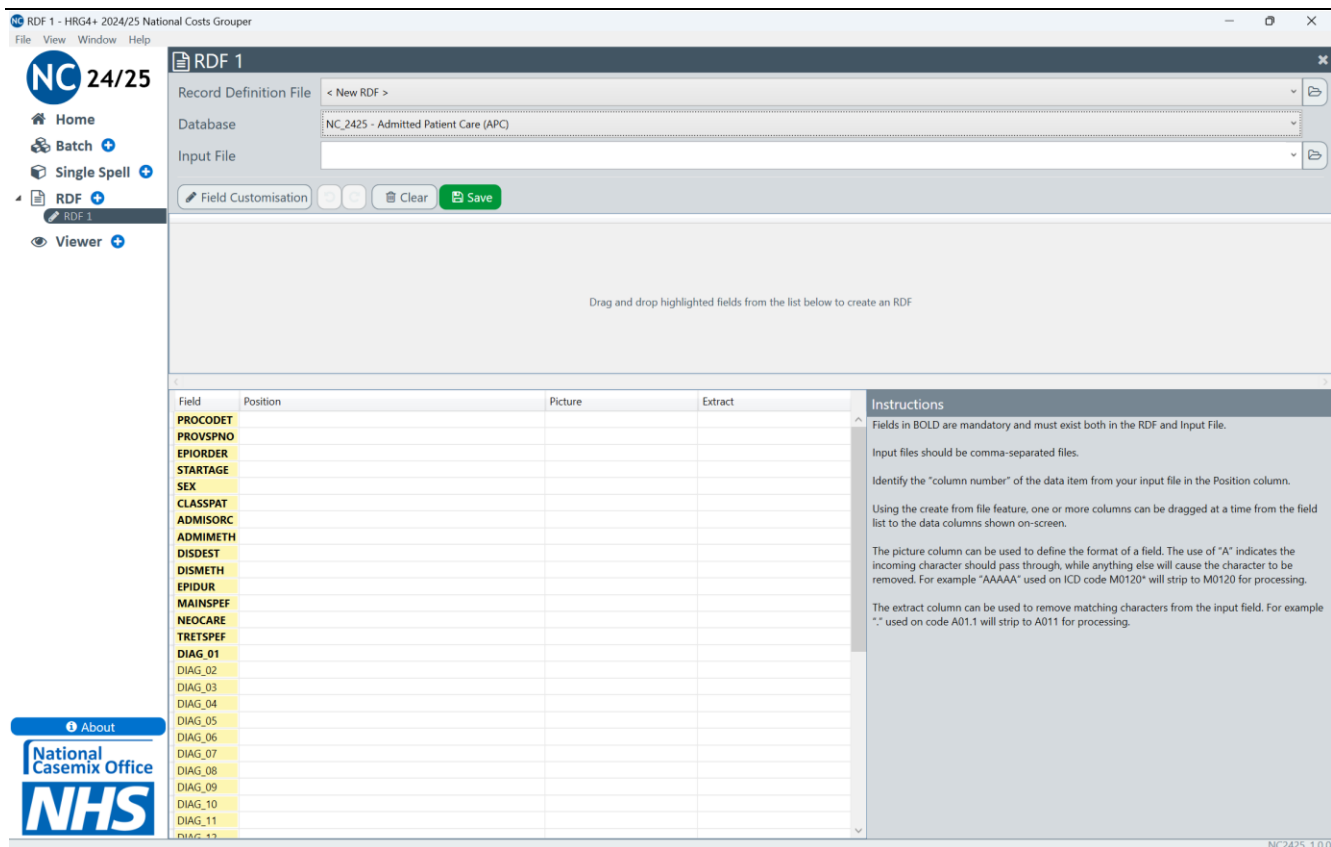 RDF 1 - HRG4+ 2024/25 National Costs Grouper
File View Window Help
NC 24/25
Home
Batch
Single Spell
RDF
RDF 1
Viewer
About
National
Casemix Office
NHS
RDF 1
Record Definition File < New RDF >
Database NC_2425 - Admitted Patient Care (APC)
Input File
Field Customisation Clear Save
Drag and drop highlighted fields from the list below to create an RDF
Field Position Picture Extract
PROCODET
PROVSPNO
EPIORDER
STARTAGE
SEX
CLASSPAT
ADMISORC
ADMIMETH
DISDEST
DISMETH
EPIDUR
MAINSPEF
NEOCARE
TRETSPEF
DIAG_01
DIAG_02
DIAG_03
DIAG_04
DIAG_05
DIAG_06
DIAG_07
DIAG_08
DIAG_09
DIAG_10
DIAG_11
DIAG_12
Instructions
Fields in BOLD are mandatory and must exist both in the RDF and Input File.
Input files should be comma-separated files.
Identify the "column number" of the data item from your input file in the Position column.
Using the create from file feature, one or more columns can be dragged at a time from the field
list to the data columns shown on-screen.
The picture column can be used to define the format of a field. The use of "A" indicates the
incoming character should pass through, while anything else will cause the character to be
removed. For example "AAAAA" used on ICD code M0120* will strip to M0120 for processing.
The extract column can be used to remove matching characters from the input field. For example
"." used on code A01.1 will strip to A011 for processing.
NC2425_1.0.0